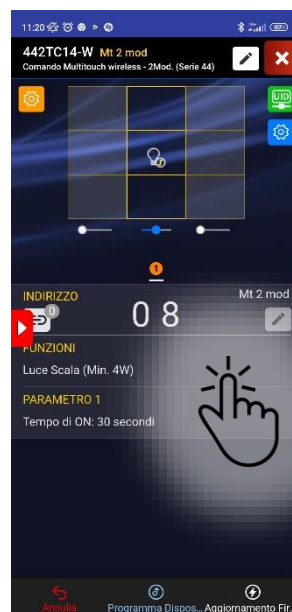 11:20
442TC14-W Mt 2 mod
Comando Multitouch wireless - 2Mod. (Serie 44)
UID
1
INDIRIZZO
Mt 2 mod
0
0 8
FUNZIONI
Luce Scala (Min. 4W)
PARAMETRO 1
Tempo di ON: 30 secondi
Annulla
Programma Dispos...
Aggiornamento Fir